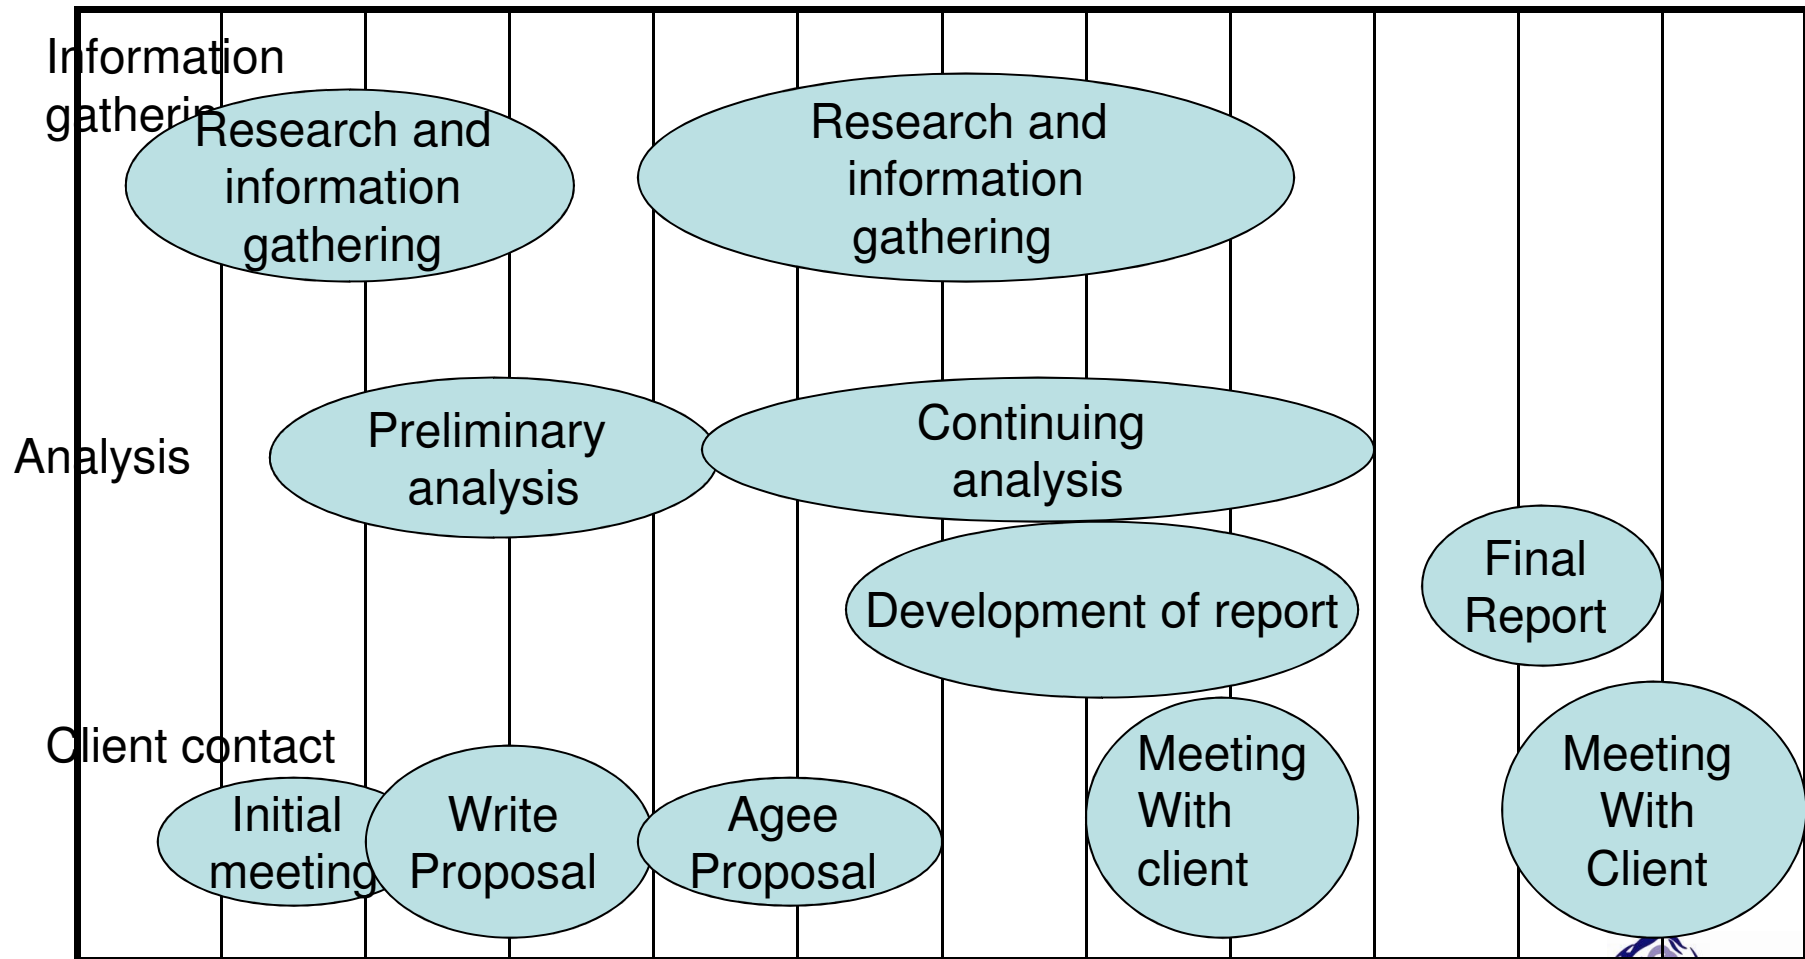 Information
gatherin
Research and
information
gathering
Research and
information
gathering
Analysis
Preliminary
analysis
Continuing
analysis
Development of report
Final
Report
Client contact
Initial
meeting
Write
Proposal
Agee
Proposal
Meeting
With
client
Meeting
With
Client